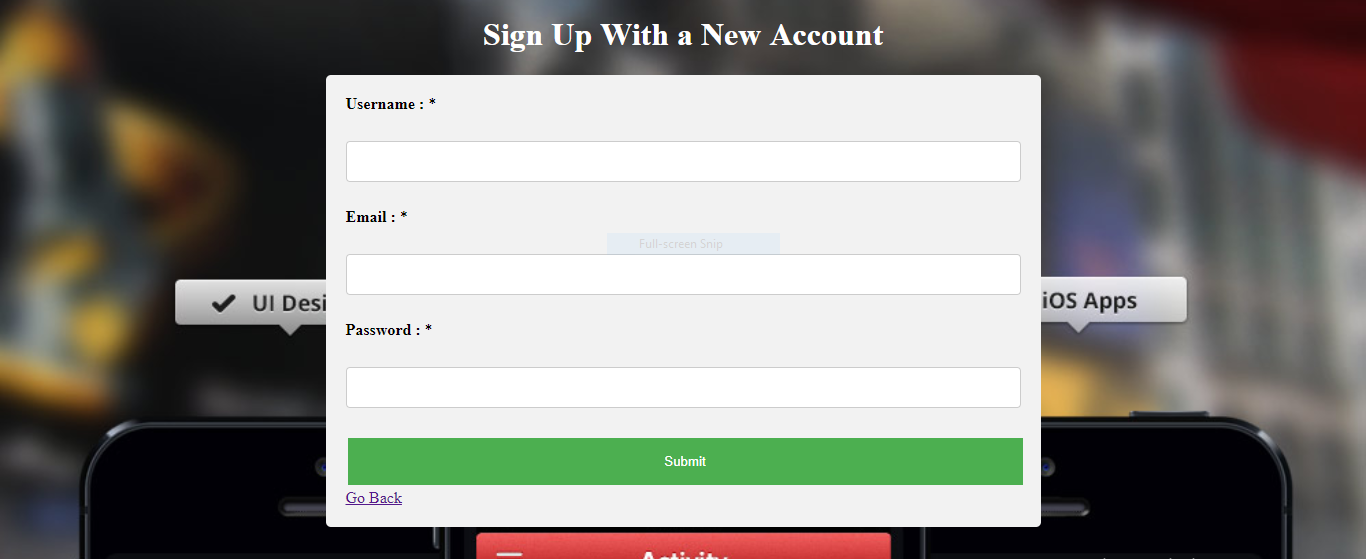 Sign Up With a New Account
Username : *
Email : *
Full-screen Snip
UI Desi
iOS Apps
Password : *
Submit
Go Back
Activity